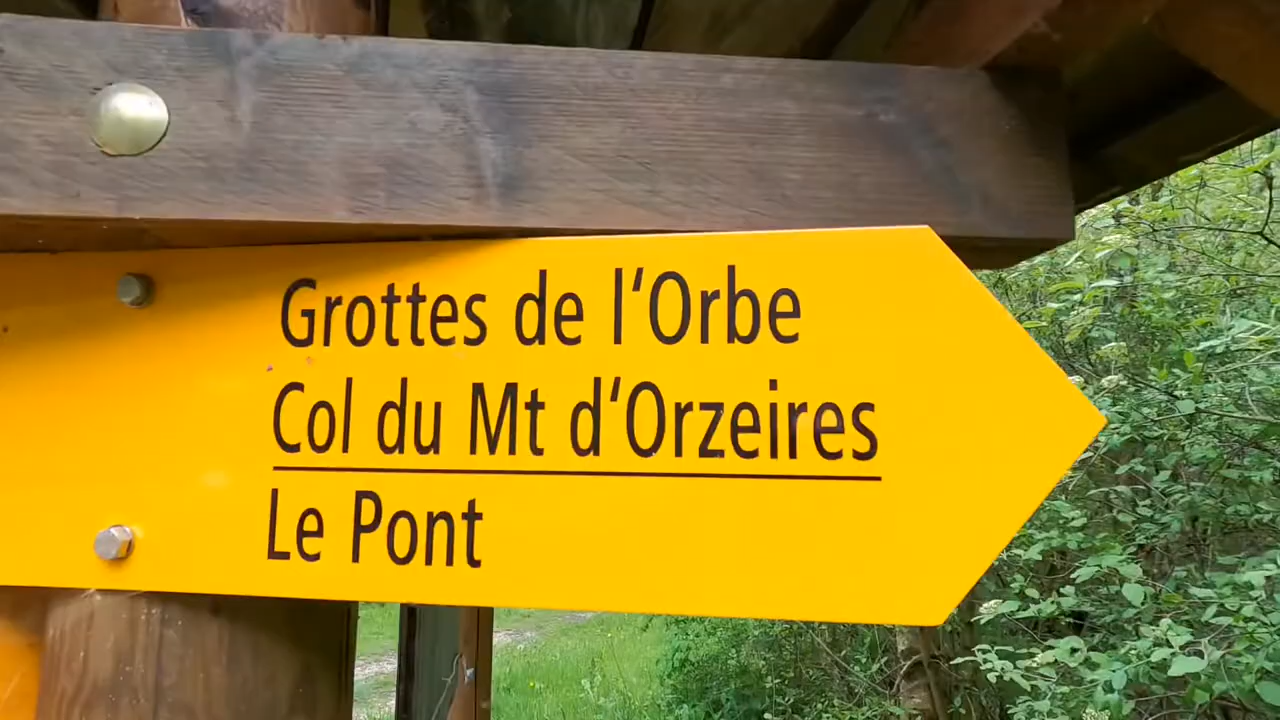 Grottes de l‘Orbe
Col du Mt d‘Orzeires
Le Pont